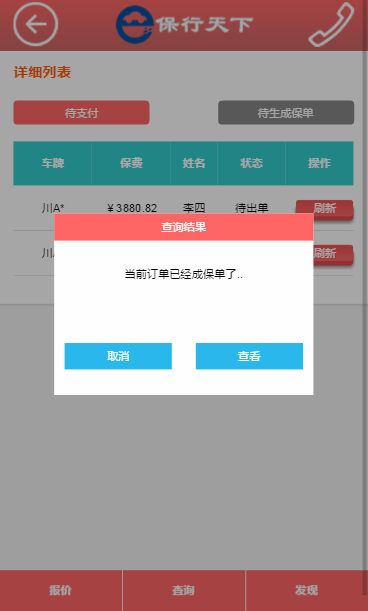 保行天下
详细列表
待支付 待生成保单
车牌 保费 姓名 状态 操作
川A* ￥3880.82 李四 待出单 刷新
查询结果
川 刷新
当前订单已经成保单了..
取消 查看
报价 查询 发现